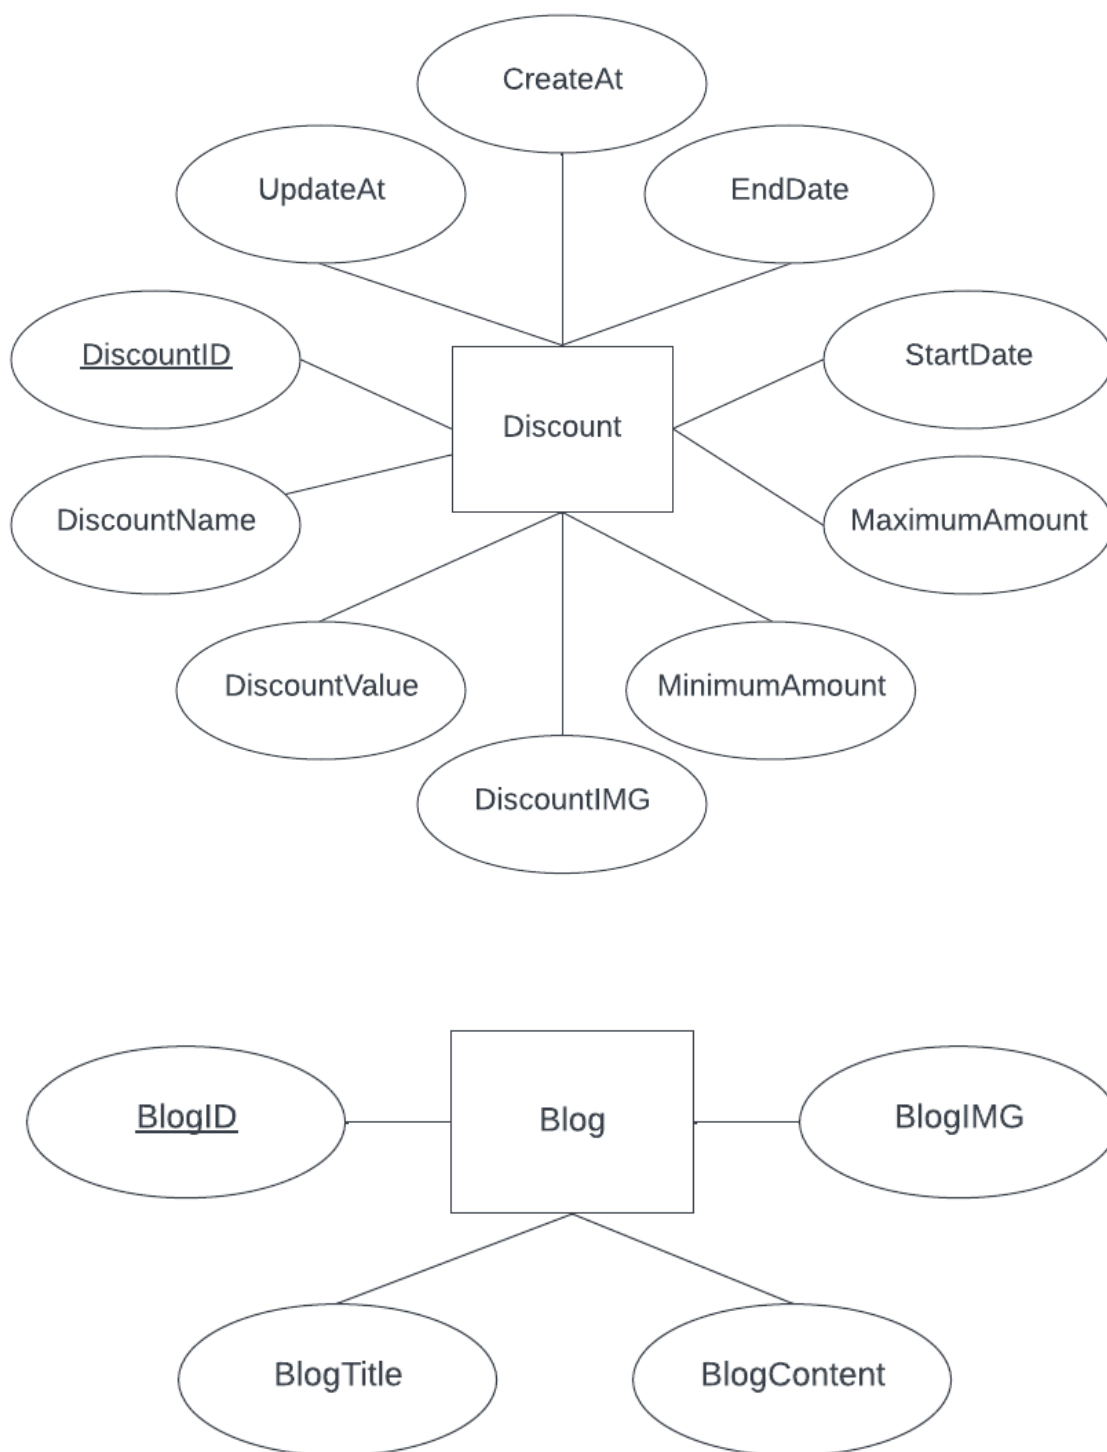 CreateAt
UpdateAt
EndDate
DiscountID
StartDate
Discount
DiscountName
MaximumAmount
DiscountValue
MinimumAmount
DiscountIMG
BlogID
Blog
BlogIMG
BlogTitle
BlogContent